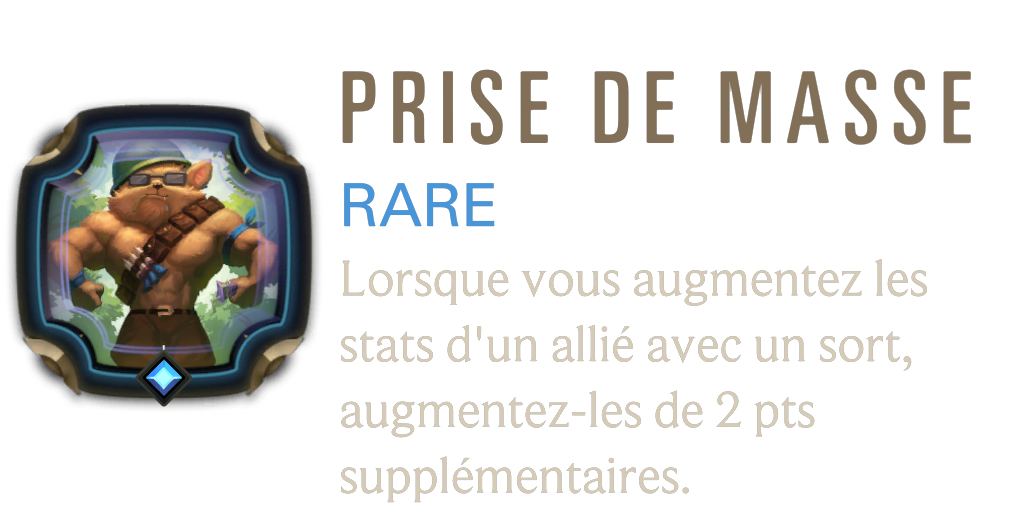 PRISE DE MASSE
RARE
Lorsque vous augmentez les
stats d'un allié avec un sort,
augmentez-les de 2 pts
supplémentaires.